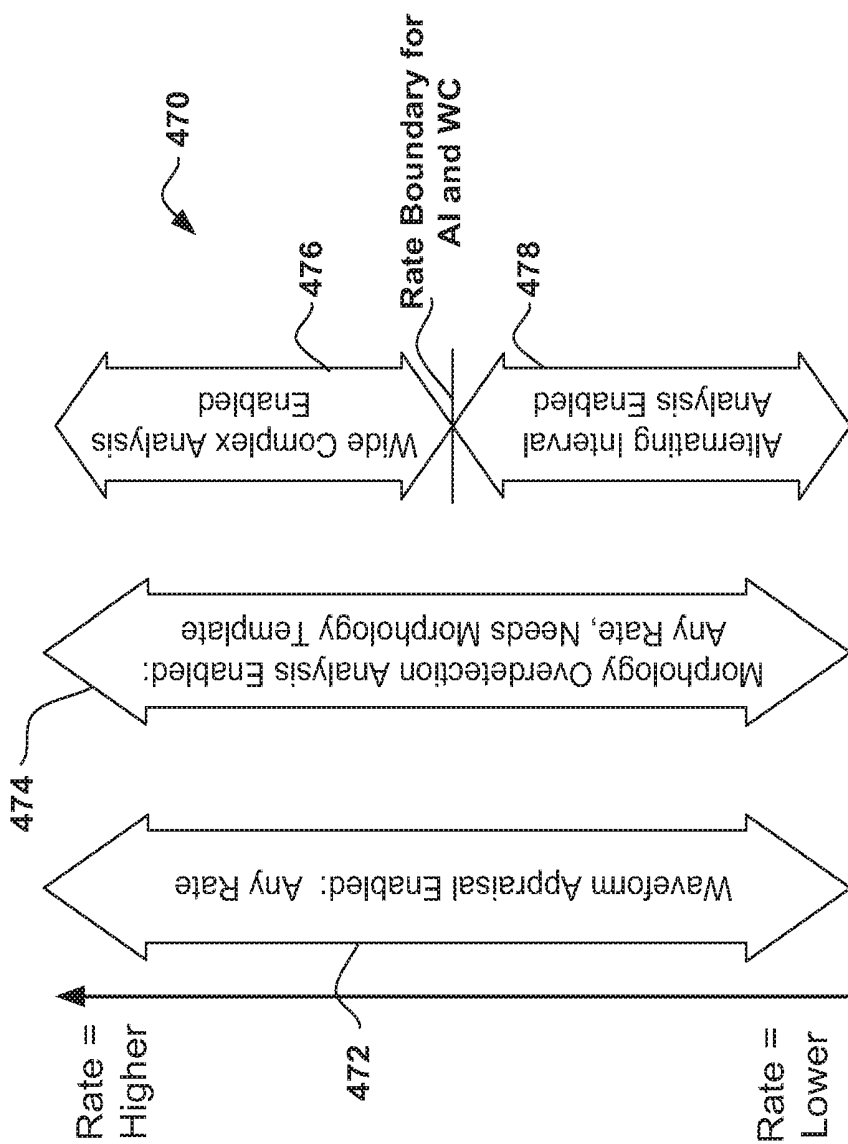 470
Rate =
Higher
474
476
Wide Complex Analysis
Enabled
Rate Boundary for
AI and WC
Morphology Overdetection Analysis Enabled:
Any Rate, Needs Morphology Template
Waveform Appraisal Enabled: Any Rate
478
Alternating Interval
Analysis Enabled
472
Rate =
Lower